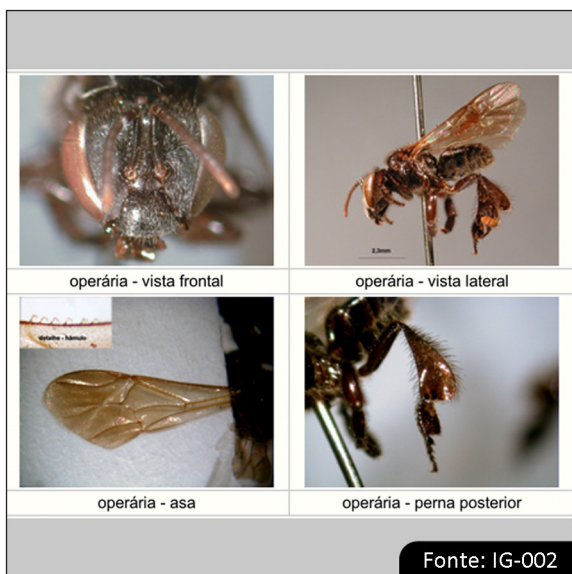 operária - vista frontal
2,3mm
operária - vista lateral
detalhe - hâmulo
operária - asa
operária - perna posterior
Fonte: IG-002